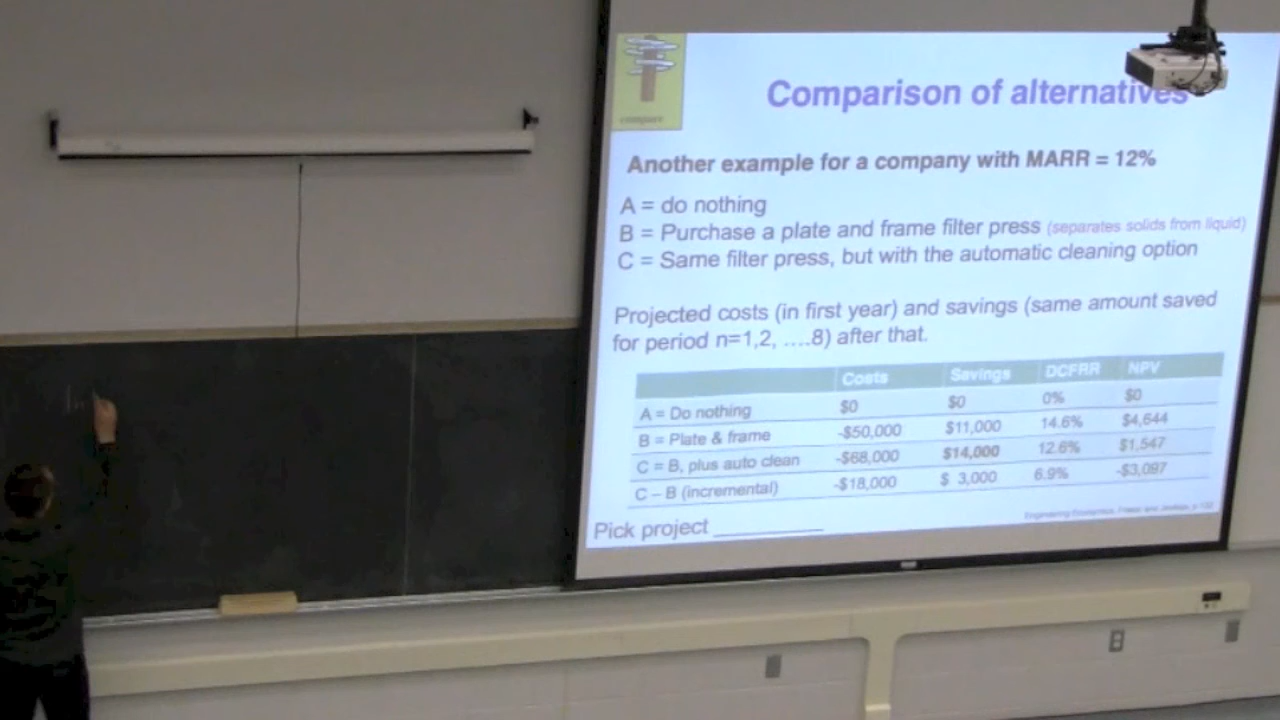 compare
Comparison of alternatives
Another example for a company with MARR = 12%
A = do nothing
B = Purchase a plate and frame filter press (separates solids from liquid)
C = Same filter press, but with the automatic cleaning option
Projected costs (in first year) and savings (same amount saved
for period n=1,2, ....8) after that.
Costs Savings DCFRR NPV
A = Do nothing $0 $0 0% $0
B = Plate & frame -$50,000 $11,000 14.6% $4,644
C = B, plus auto clean -$68,000 $14,000 12.6% $1,547
C – B (incremental) -$18,000 $ 3,000 6.9% -$3,097
Engineering Economics,
Pick project ________